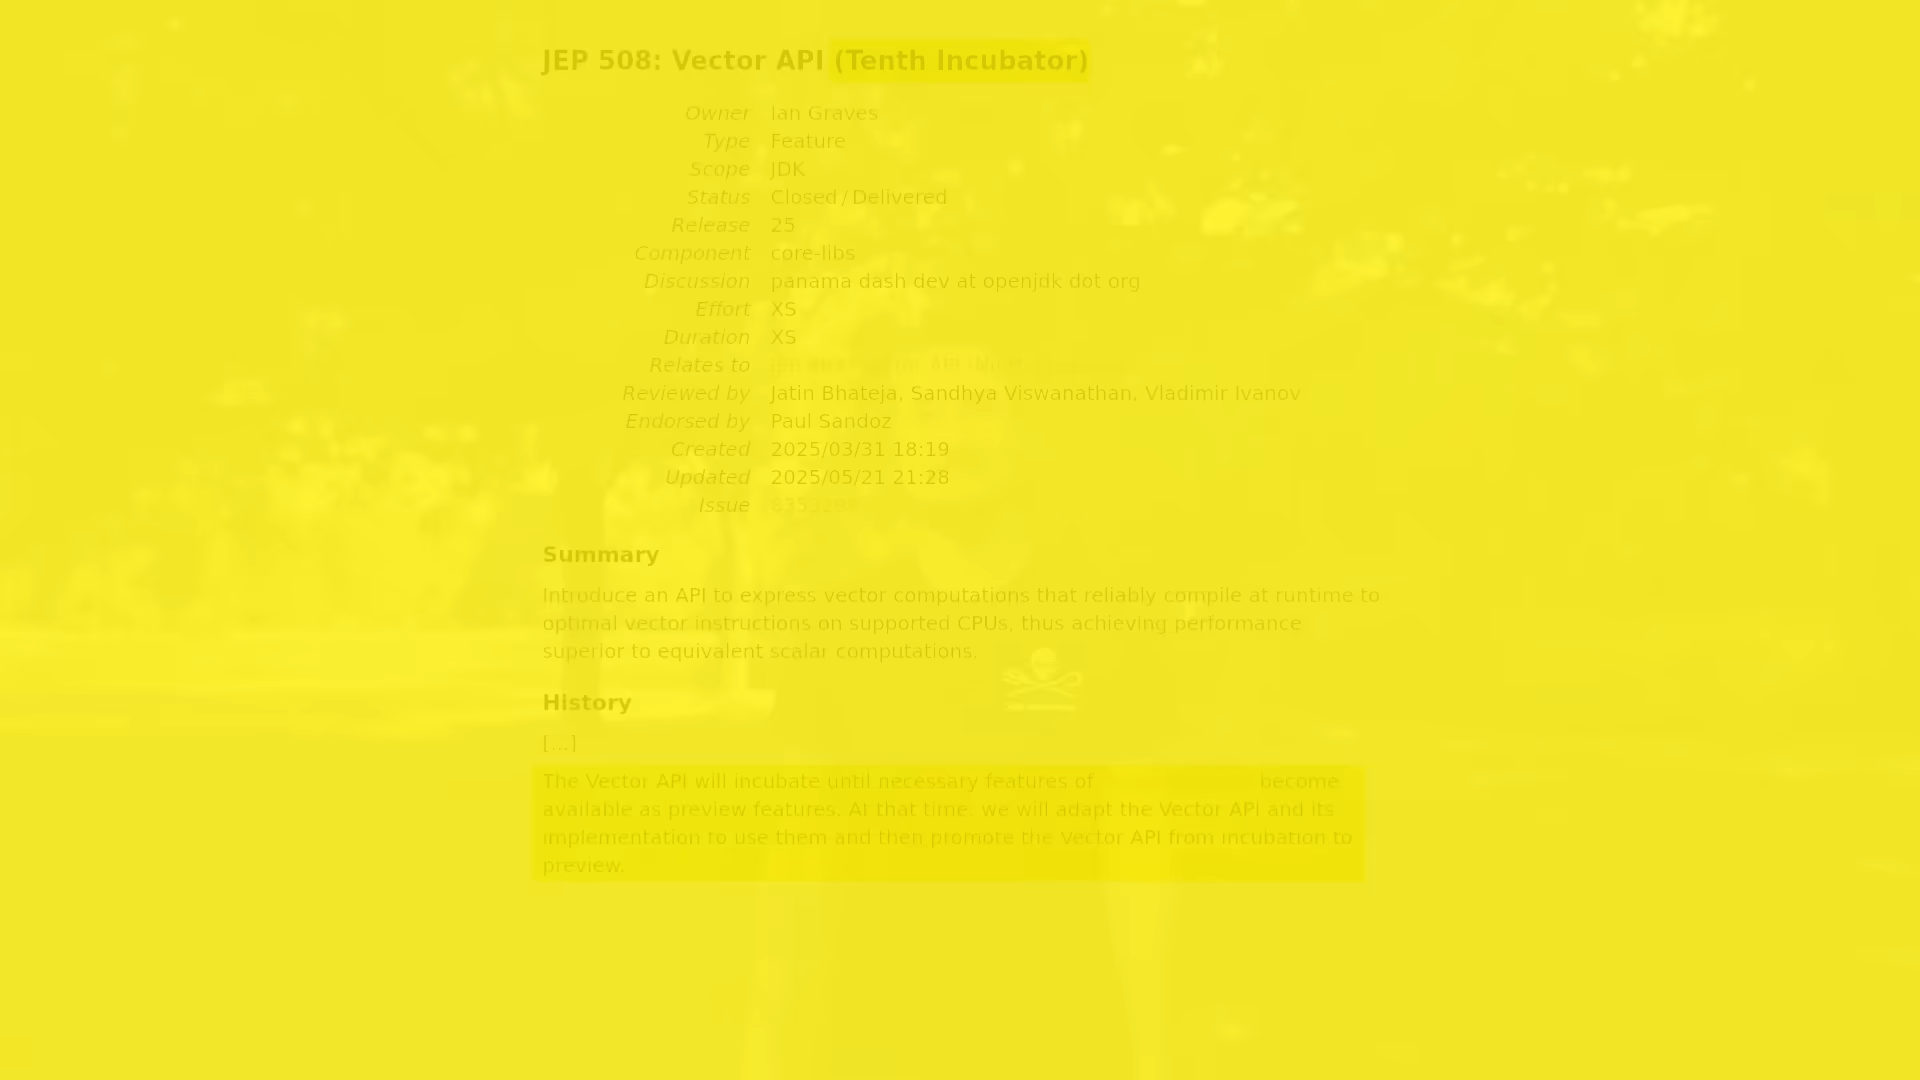 JEP 508: Vector API (Tenth Incubator)
Owner Ian Graves
Type Feature
Scope JDK
Status Closed / Delivered
Release 25
Component core-libs
Discussion panama dash dev at openjdk dot org
Effort XS
Duration XS
Relates to
Reviewed by Jatin Bhateja, Sandhya Viswanathan, Vladimir Ivanov
Endorsed by Paul Sandoz
Created 2025/03/31 18:19
Updated 2025/05/21 21:28
Issue
Summary
Introduce an API to express vector computations that reliably compile at runtime to
optimal vector instructions on supported CPUs, thus achieving performance
superior to equivalent scalar computations.
History
[...]
The Vector API will incubate until necessary features of become
available as preview features. At that time, we will adapt the Vector API and its
implementation to use them and then promote the Vector API from incubation to
preview.